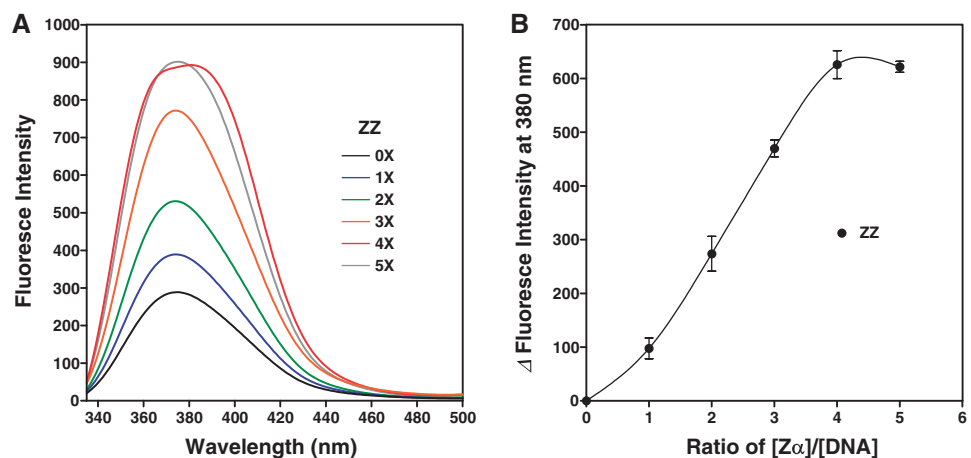 A
1000
900
800
700
600
500
400
300
200
100
0
Fluoresce Intensity
340 360 380 400 420 440 460 480 500
Wavelength (nm)
ZZ
0X
1X
2X
3X
4X
5X
B
700
600
500
400
300
200
100
0
Δ Fluoresce Intensity at 380 nm
0 1 2 3 4 5 6
Ratio of [Zα]/[DNA]
ZZ